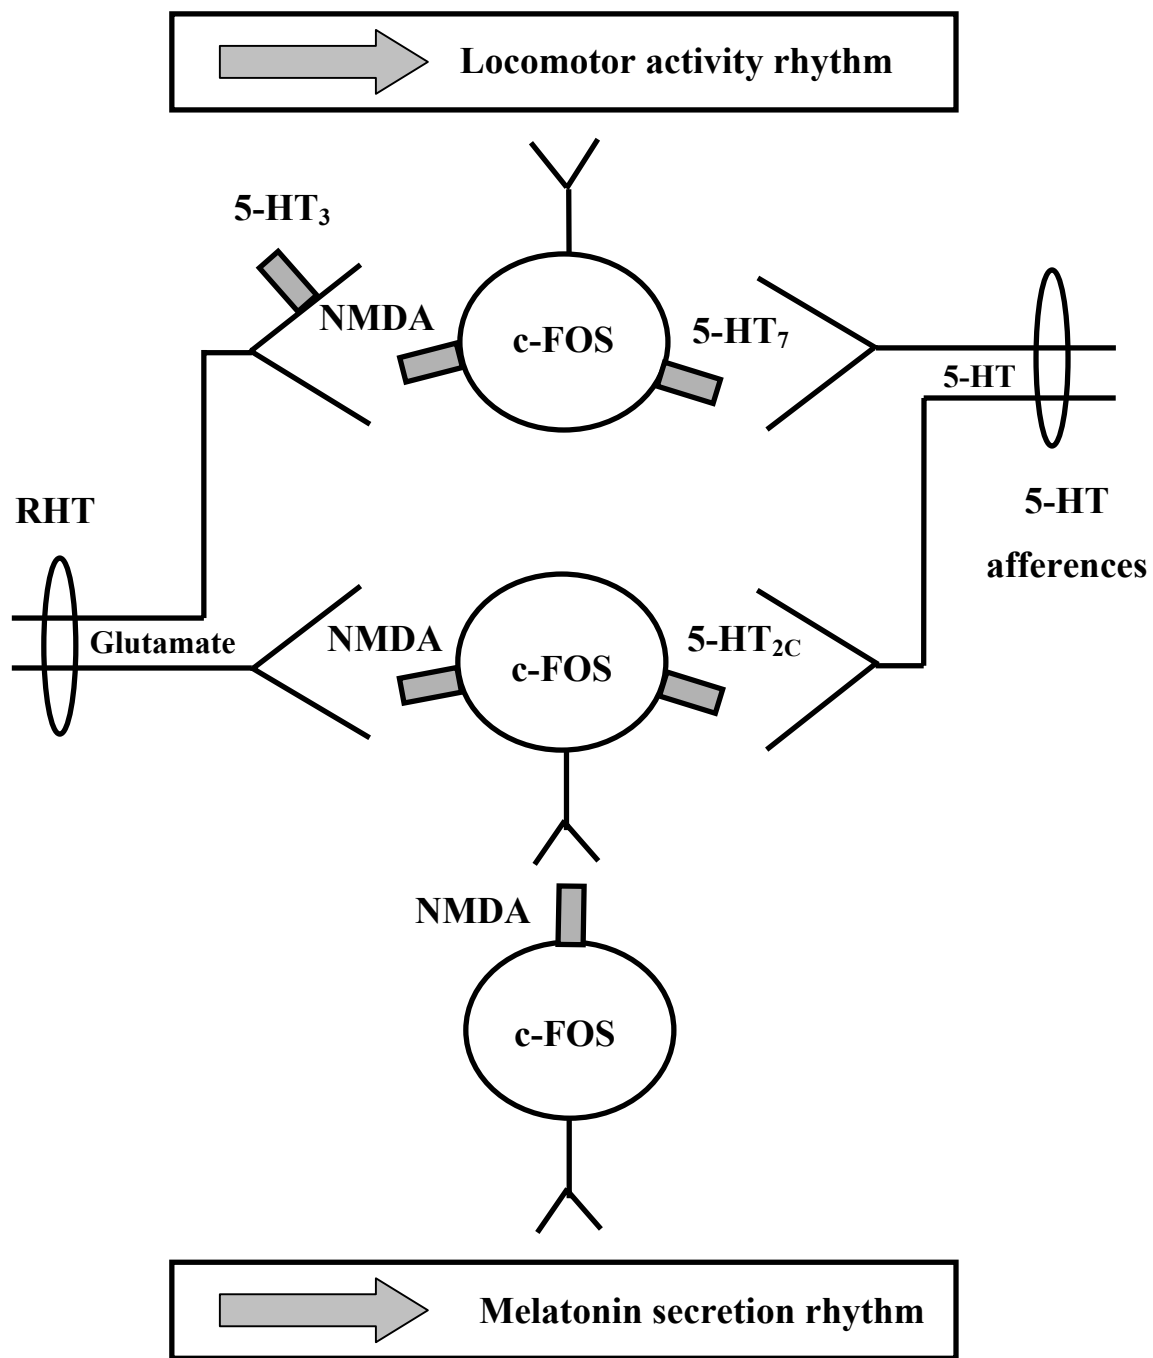 Locomotor activity rhythm
5-HT₃
NMDA
c-FOS
5-HT₇
5-HT
RHT
5-HT
afferences
Glutamate
NMDA
c-FOS
5-HT₂C
NMDA
c-FOS
Melatonin secretion rhythm